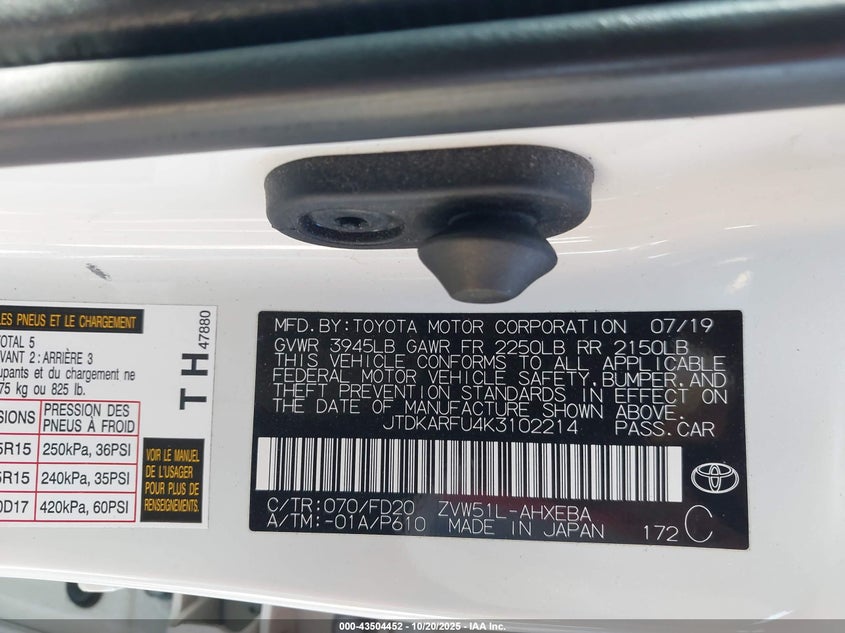 LES PNEUS ET LE CHARGEMENT
TOTAL 5
AVANT 2: ARRIÈRE 3
upants et du chargement ne
75 kg ou 825 lb.
SIONS PRESSION DES PNEUS À FROID
5R15 250kPa, 36PSI
5R15 240kPa, 35PSI
0D17 420kPa, 60PSI
VOIR LE MANUEL
DE L'USAGER
POUR PLUS DE
RENSEIGNEMENTS
TH 47880
MFD.BY:TOYOTA MOTOR CORPORATION 07/19
GVWR 3945LB GAWR FR 2250LB RR 2150LB
THIS VEHICLE CONFORMS TO ALL APPLICABLE
FEDERAL MOTOR VEHICLE SAFETY,BUMPER,AND
THEFT PREVENTION STANDARDS IN EFFECT ON
THE DATE OF MANUFACTURE SHOWN ABOVE.
JTDKARFU4K3102214 PASS.CAR
C/TR:070/FD20 ZVW51L-AHXEBA
A/TM:-01A/P610 MADE IN JAPAN 172 C
000-43504452 - 10/20/2025 - IAA Inc.